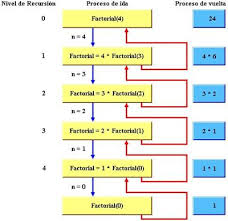 Nivel de Recursión Proceso de ida Proceso de vuelta
0 Factorial(4) 24
n = 4
1 Factorial = 4 * Factorial(3) 4 * 6
n = 3
2 Factorial = 3 * Factorial(2) 3 * 2
n = 2
3 Factorial = 2 * Factorial(1) 2 * 1
n = 1
4 Factorial = 1 * Factorial(0) 1 * 1
n = 0
Factorial(0) 1